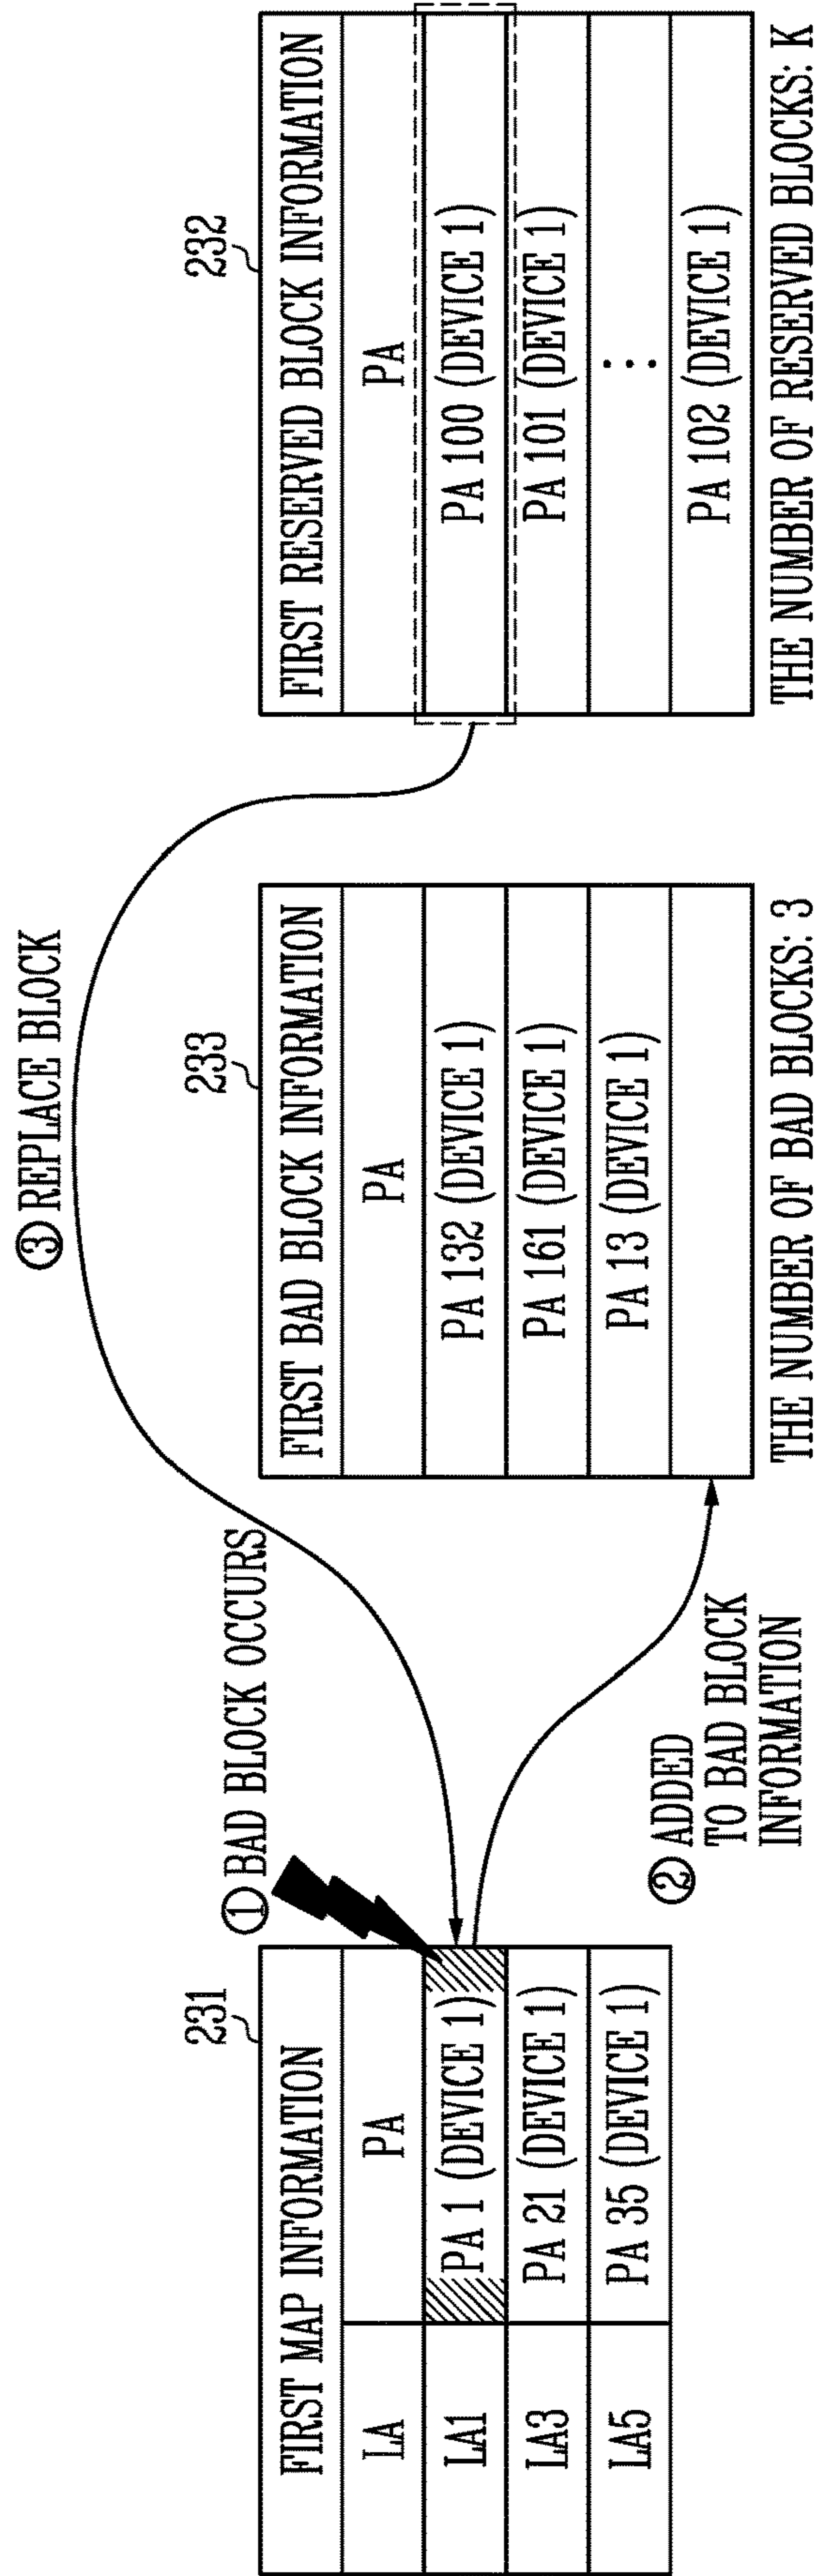 ③ REPLACE BLOCK
① BAD BLOCK OCCURS
231
FIRST MAP INFORMATION
LA PA
LA1 PA 1 (DEVICE 1)
LA3 PA 21 (DEVICE 1)
LA5 PA 35 (DEVICE 1)
② ADDED
TO BAD BLOCK
INFORMATION
233
FIRST BAD BLOCK INFORMATION
PA
PA 132 (DEVICE 1)
PA 161 (DEVICE 1)
PA 13 (DEVICE 1)
THE NUMBER OF BAD BLOCKS: 3
232
FIRST RESERVED BLOCK INFORMATION
PA
PA 100 (DEVICE 1)
PA 101 (DEVICE 1)
⋮
PA 102 (DEVICE 1)
THE NUMBER OF RESERVED BLOCKS: K